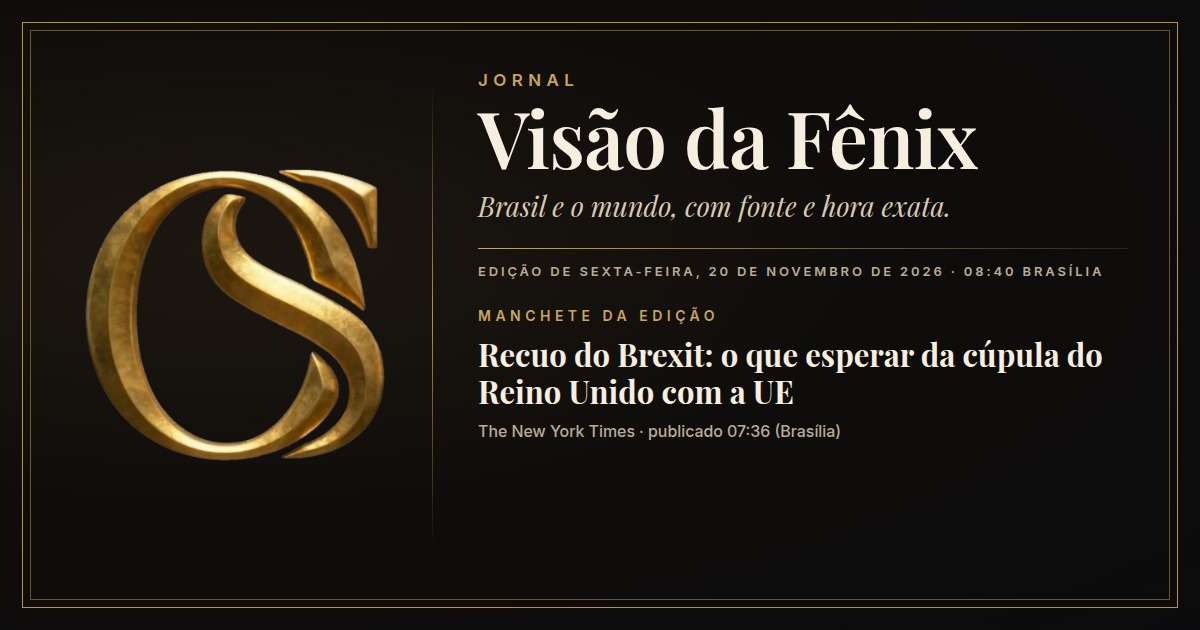 JORNAL
Visão da Fênix
Brasil e o mundo, com fonte e hora exata.
EDIÇÃO DE SEXTA-FEIRA, 20 DE NOVEMBRO DE 2026 · 08:40 BRASÍLIA
MANCHETE DA EDIÇÃO
Recuo do Brexit: o que esperar da cúpula do
Reino Unido com a UE
The New York Times · publicado 07:36 (Brasília)